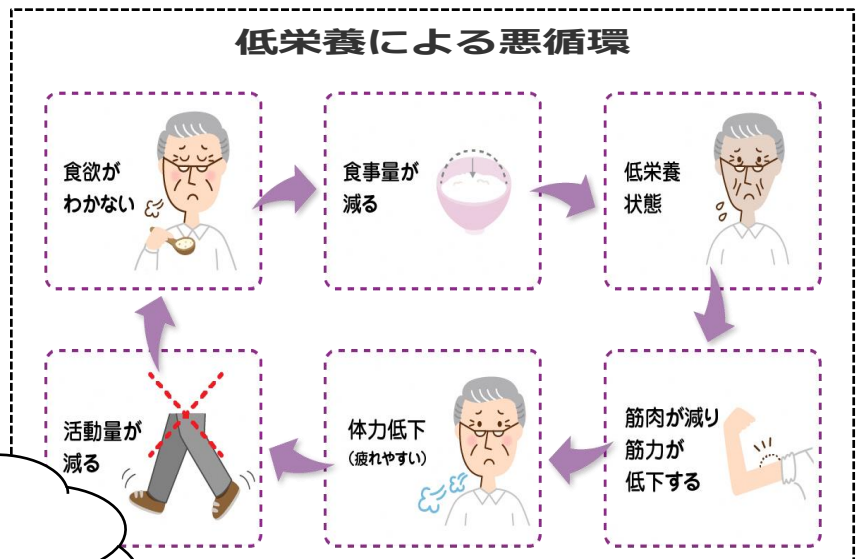 低栄養による悪循環
食欲が
わかない
食事量が
減る
低栄養
状態
筋肉が減り
筋力が
低下する
体力低下
（疲れやすい）
活動量が
減る